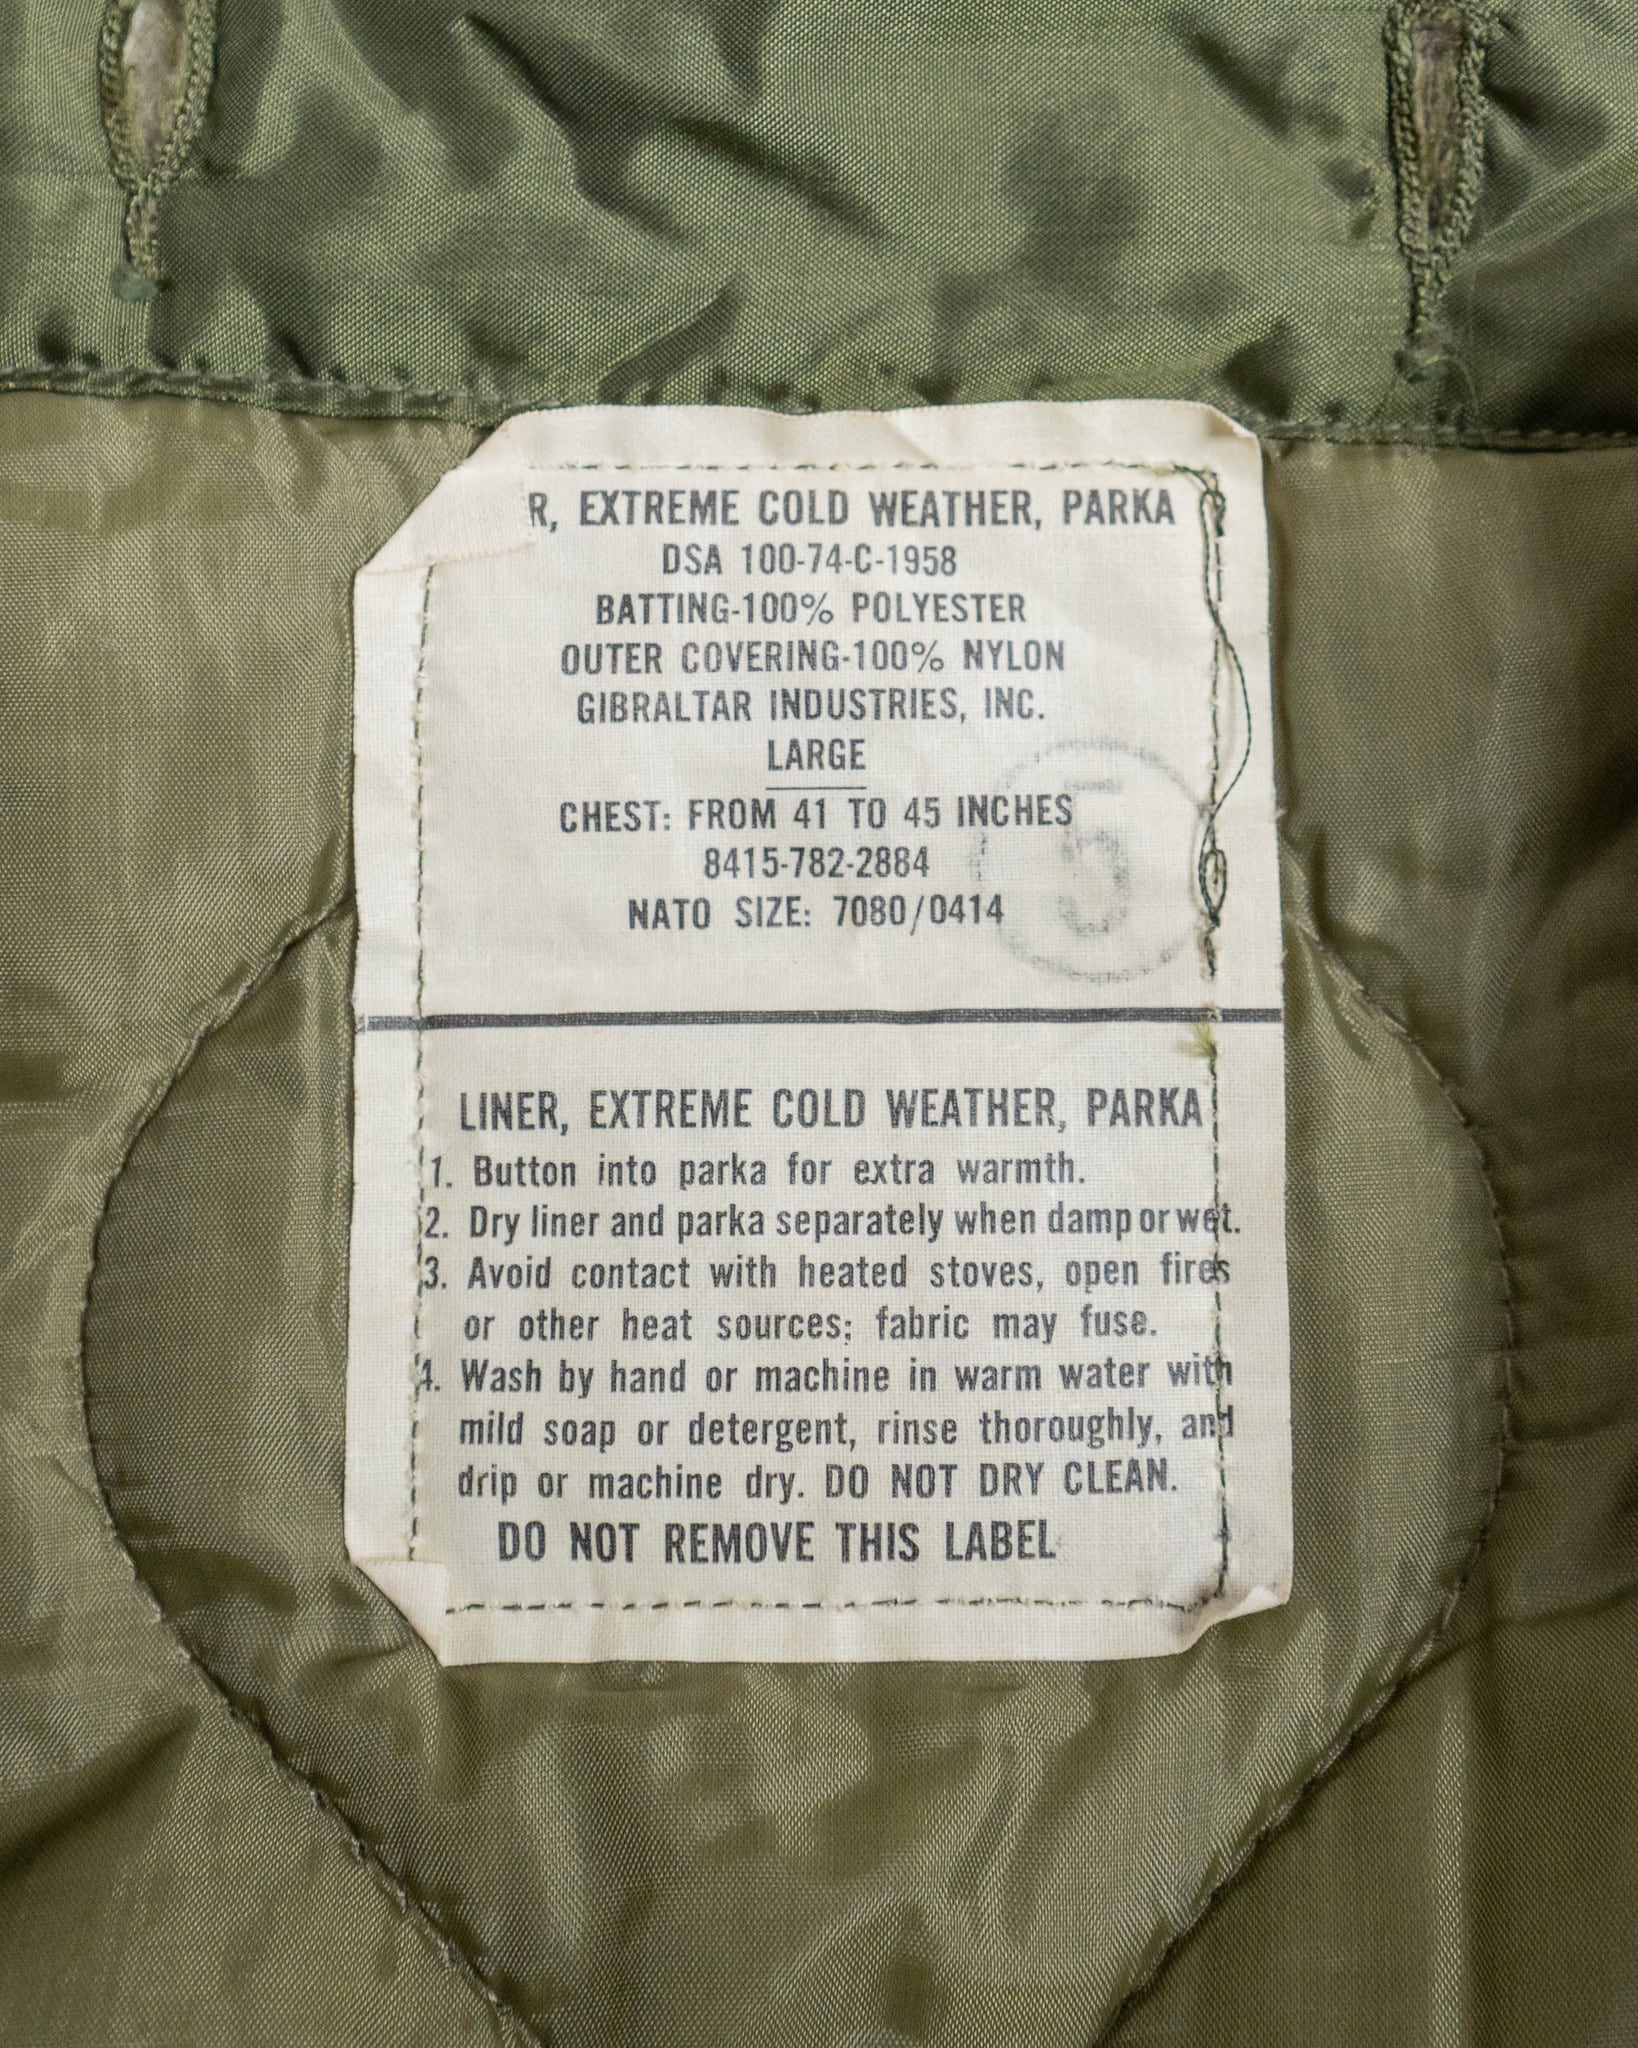 R, EXTREME COLD WEATHER, PARKA
DSA 100-74-C-1958
BATTING-100% POLYESTER
OUTER COVERING-100% NYLON
GIBRALTAR INDUSTRIES, INC.
LARGE
CHEST: FROM 41 TO 45 INCHES
8415-782-2884
NATO SIZE: 7080/0414
LINER, EXTREME COLD WEATHER, PARKA
1. Button into parka for extra warmth.
2. Dry liner and parka separately when damp or wet.
3. Avoid contact with heated stoves, open fires
or other heat sources; fabric may fuse.
4. Wash by hand or machine in warm water with
mild soap or detergent, rinse thoroughly, and
drip or machine dry. DO NOT DRY CLEAN.
DO NOT REMOVE THIS LABEL